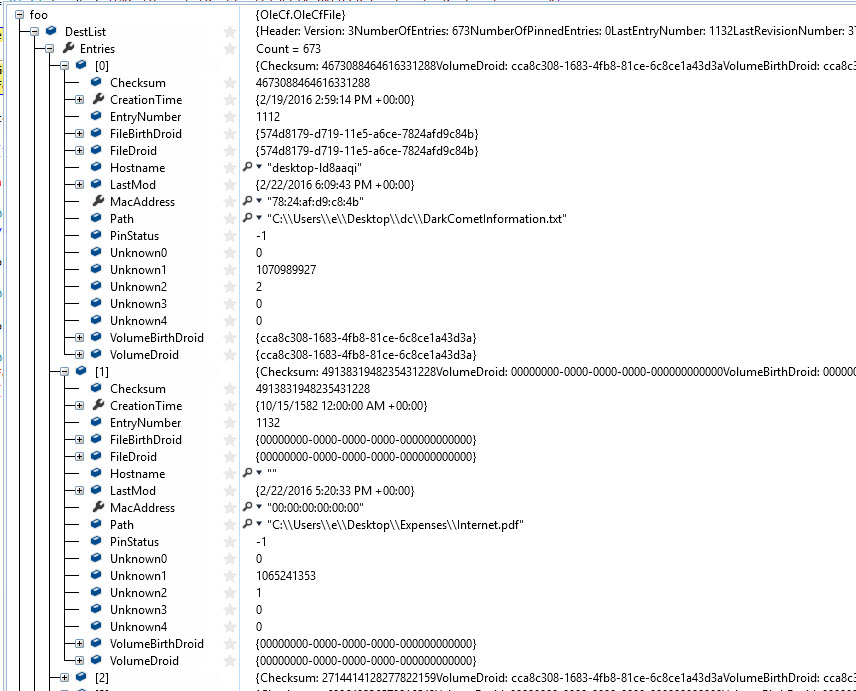 foo {OleCf.OleCfFile}
DestList {Header: Version: 3NumberOfEntries: 673NumberOfPinnedEntries: 0LastEntryNumber: 1132LastRevisionNumber: 37
Entries Count = 673
[0] {Checksum: 4673088464616331288VolumeDroid: cca8c308-1683-4fb8-81ce-6c8ce1a43d3aVolumeBirthDroid: cca8c3
Checksum 4673088464616331288
CreationTime {2/19/2016 2:59:14 PM +00:00}
EntryNumber 1112
FileBirthDroid {574d8179-d719-11e5-a6ce-7824afd9c84b}
FileDroid {574d8179-d719-11e5-a6ce-7824afd9c84b}
Hostname "desktop-ld8aaqi"
LastMod {2/22/2016 6:09:43 PM +00:00}
MacAddress "78:24:af:d9:c8:4b"
Path "C:\\Users\\e\\Desktop\\dc\\DarkCometInformation.txt"
PinStatus -1
Unknown0 0
Unknown1 1070989927
Unknown2 2
Unknown3 0
Unknown4 0
VolumeBirthDroid {cca8c308-1683-4fb8-81ce-6c8ce1a43d3a}
VolumeDroid {cca8c308-1683-4fb8-81ce-6c8ce1a43d3a}
[1] {Checksum: 4913831948235431228VolumeDroid: 00000000-0000-0000-0000-000000000000VolumeBirthDroid: 000000
Checksum 4913831948235431228
CreationTime {10/15/1582 12:00:00 AM +00:00}
EntryNumber 1132
FileBirthDroid {00000000-0000-0000-0000-000000000000}
FileDroid {00000000-0000-0000-0000-000000000000}
Hostname ""
LastMod {2/22/2016 5:20:33 PM +00:00}
MacAddress "00:00:00:00:00:00"
Path "C:\\Users\\e\\Desktop\\Expenses\\Internet.pdf"
PinStatus -1
Unknown0 0
Unknown1 1065241353
Unknown2 1
Unknown3 0
Unknown4 0
VolumeBirthDroid {00000000-0000-0000-0000-000000000000}
VolumeDroid {00000000-0000-0000-0000-000000000000}
[2] {Checksum: 2714414128277822159VolumeDroid: cca8c308-1683-4fb8-81ce-6c8ce1a43d3aVolumeBirthDroid: cca8c3